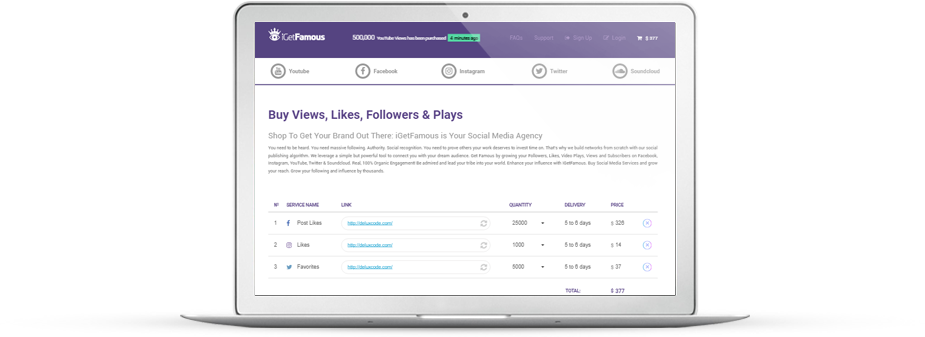 iGetFamous
500,000 YouTube Views has been purchased 4 minutes ago
FAQs Support Sign Up Login $ 377
Youtube Facebook Instagram Twitter Soundcloud
Buy Views, Likes, Followers & Plays
Shop To Get Your Brand Out There: iGetFamous is Your Social Media Agency
You need to be heard. You need massive following. Authority. Social recognition. You need to prove others your work deserves to invest time on. That's why we build networks from scratch with our social
publishing algorithm. We leverage a simple but powerful tool to connect you with your dream audience. Get Famous by growing your Followers, Likes, Video Plays, Views and Subscribers on Facebook,
Instagram, YouTube, Twitter & Soundcloud. Real, 100% Organic Engagement! Be admired and lead your tribe into your world. Enhance your influence with iGetFamous. Buy Social Media Services and grow
your reach. Grow your following and influence by thousands.
Nº SERVICE NAME LINK QUANTITY DELIVERY PRICE
1 Post Likes http://deluxcode.com/ 25000 5 to 6 days $ 326
2 Likes http://deluxcode.com/ 1000 5 to 6 days $ 14
3 Favorites http://deluxcode.com/ 5000 5 to 6 days $ 37
TOTAL: $ 377